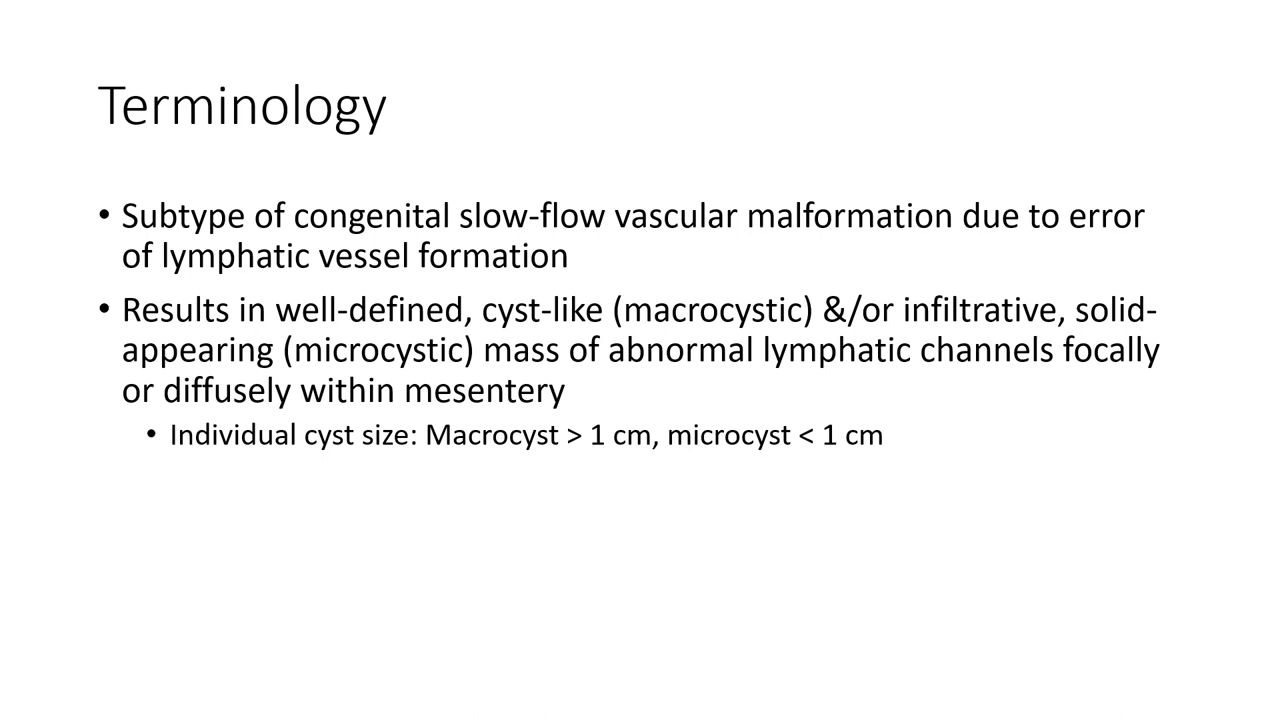 Terminology
• Subtype of congenital slow-flow vascular malformation due to error
of lymphatic vessel formation
• Results in well-defined, cyst-like (macrocystic) &/or infiltrative, solid-
appearing (microcystic) mass of abnormal lymphatic channels focally
or diffusely within mesentery
• Individual cyst size: Macrocyst > 1 cm, microcyst < 1 cm